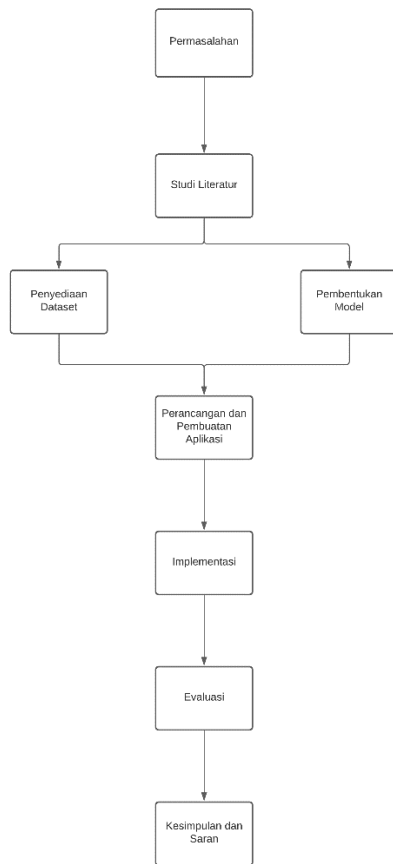 Permasalahan
Studi Literatur
Penyediaan
Dataset
Pembentukan
Model
Perancangan dan
Pembuatan
Aplikasi
Implementasi
Evaluasi
Kesimpulan dan
Saran